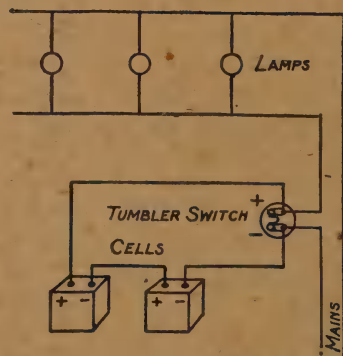 LAMPS
+
TUMBLER SWITCH
−
CELLS
+ − + −
MAINS